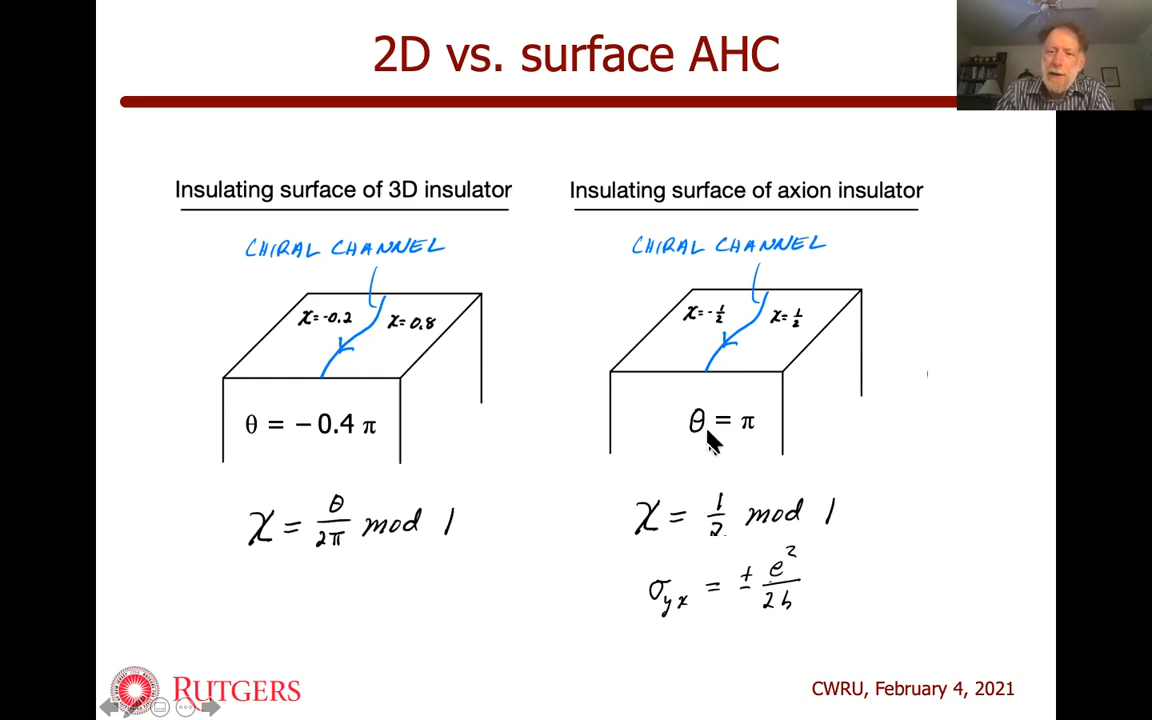 2D vs. surface AHC
Insulating surface of 3D insulator
CHIRAL CHANNEL
χ=-0.2
χ=0.8
θ = − 0.4 π
χ = θ/2π mod 1
Insulating surface of axion insulator
CHIRAL CHANNEL
χ=-1/2
χ=1/2
θ = π
χ = 1/2 mod 1
σyx = ± e²/2h
RUTGERS
CWRU, February 4, 2021